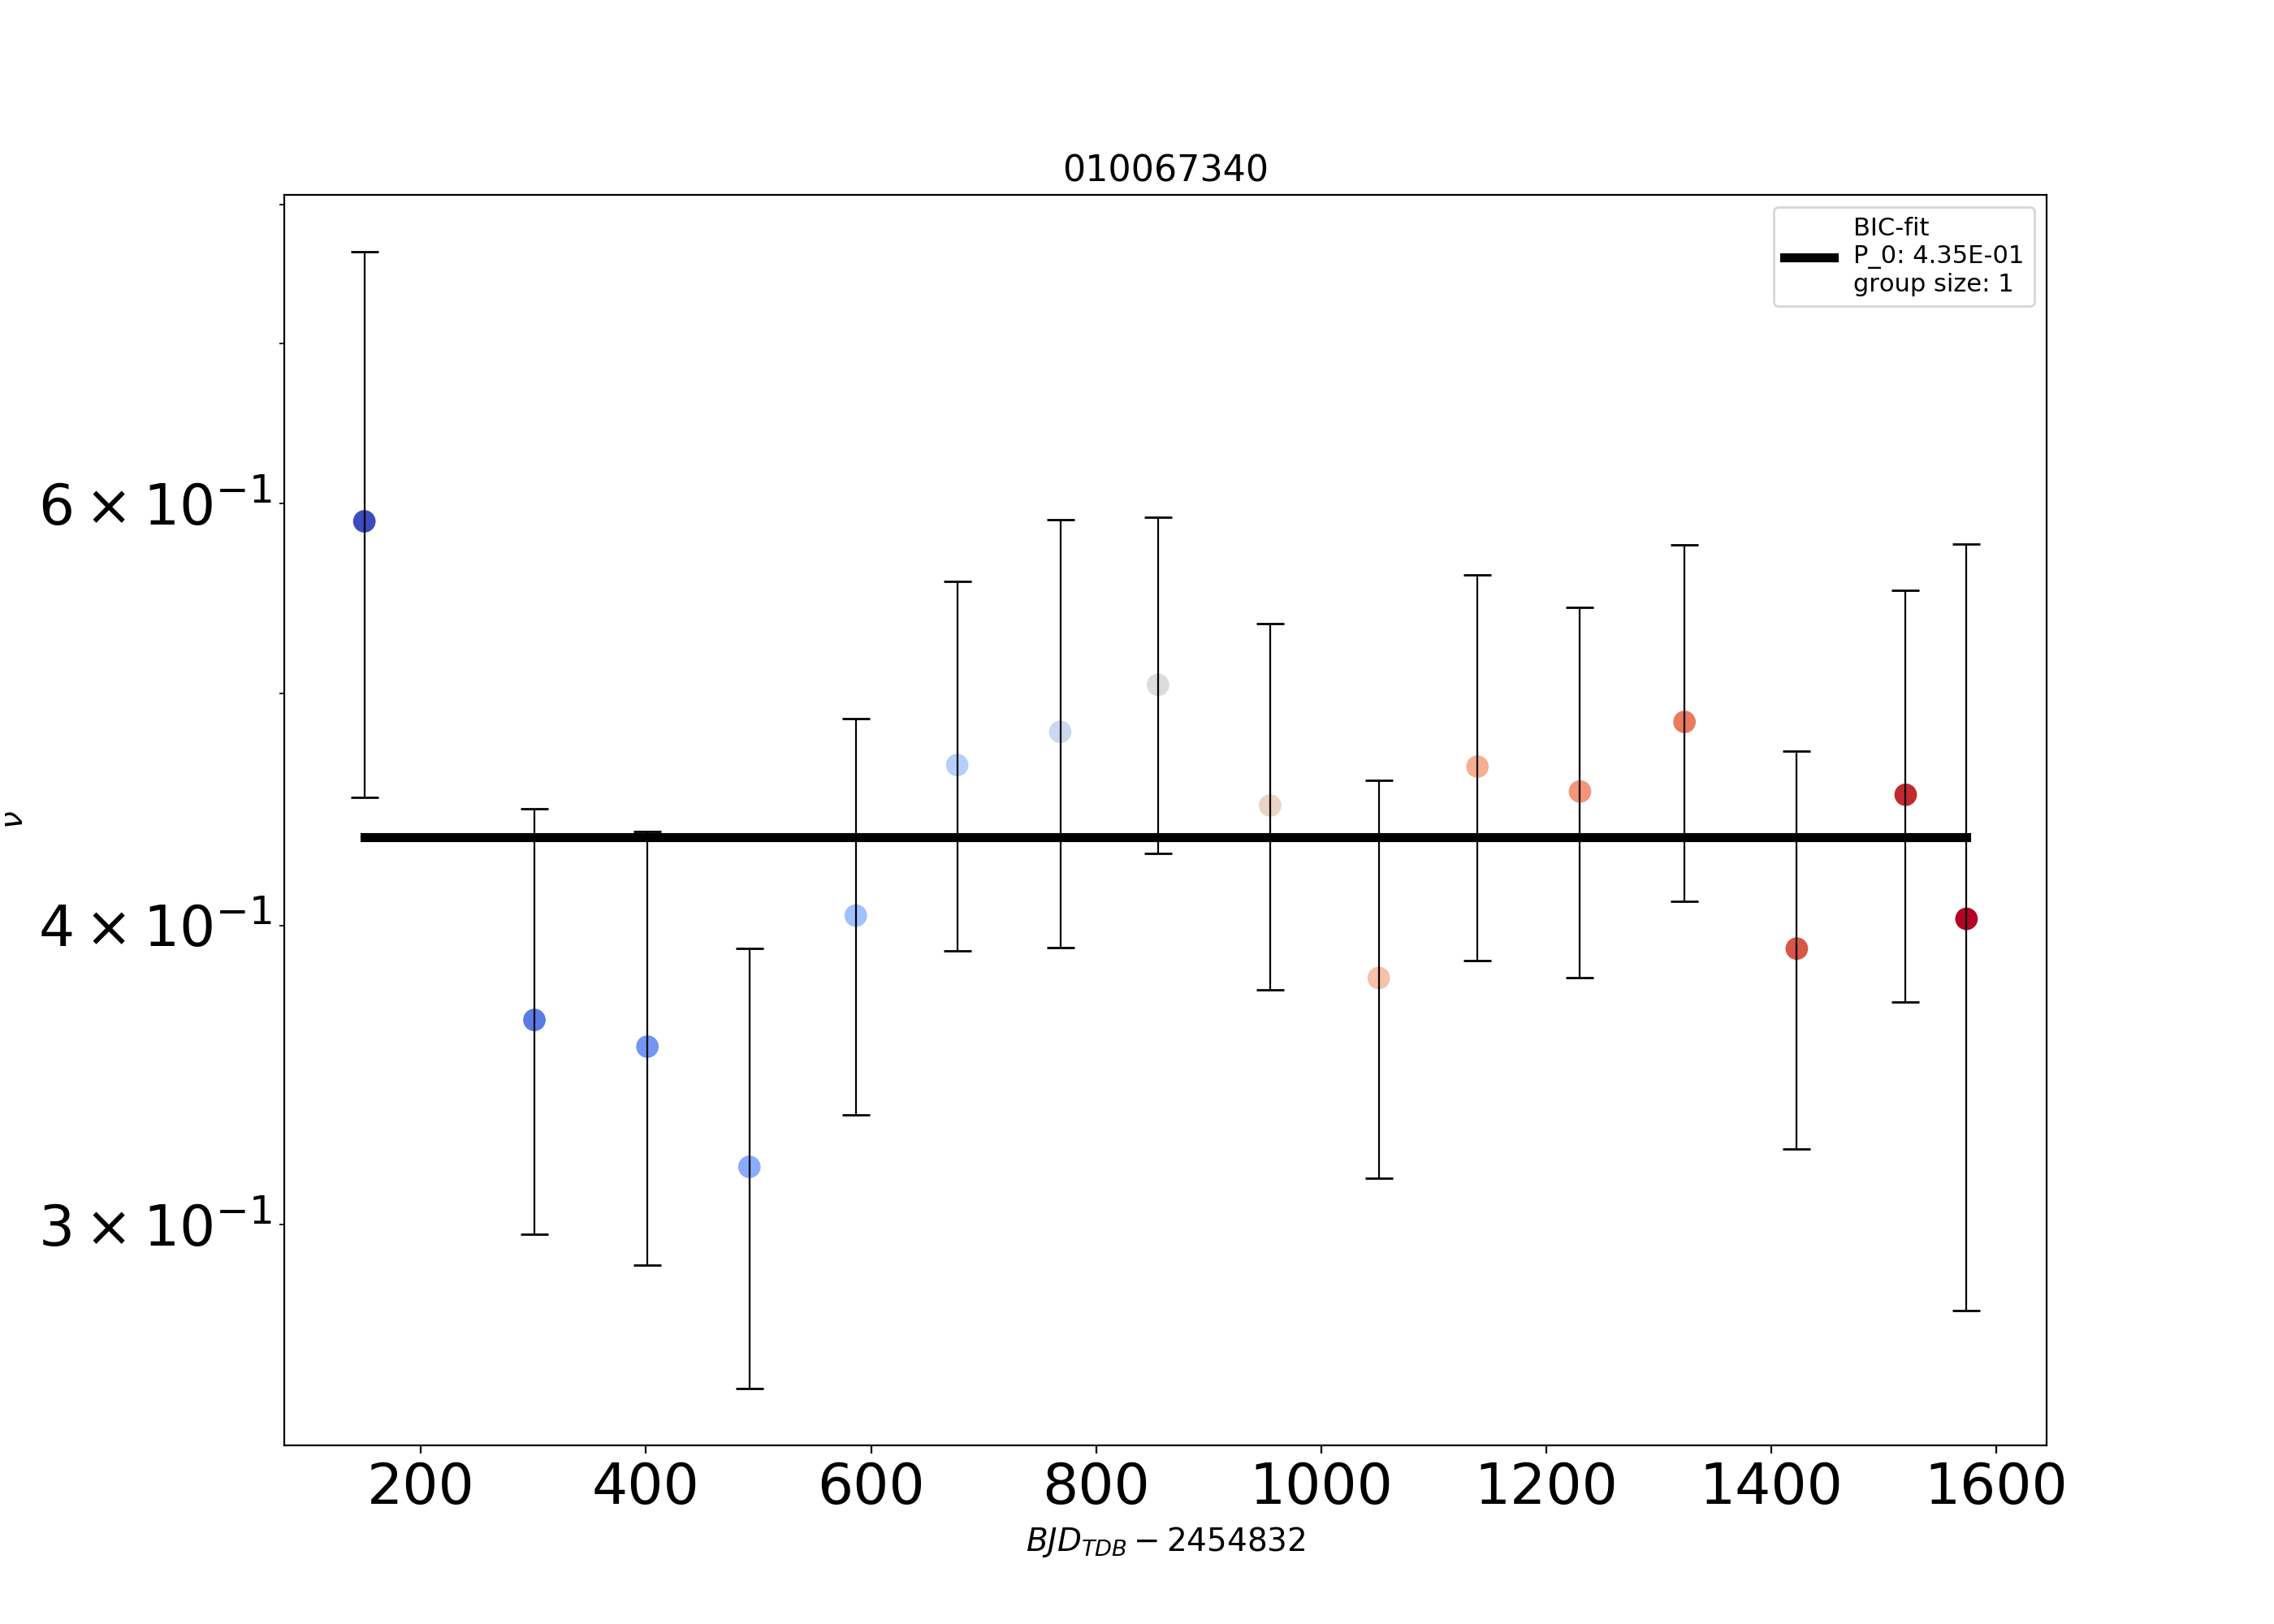 010067340
BIC-fit
P_0: 4.35E-01
group size: 1
6 × 10⁻¹
4 × 10⁻¹
3 × 10⁻¹
ν
200 400 600 800 1000 1200 1400 1600
BJD_TDB − 2454832